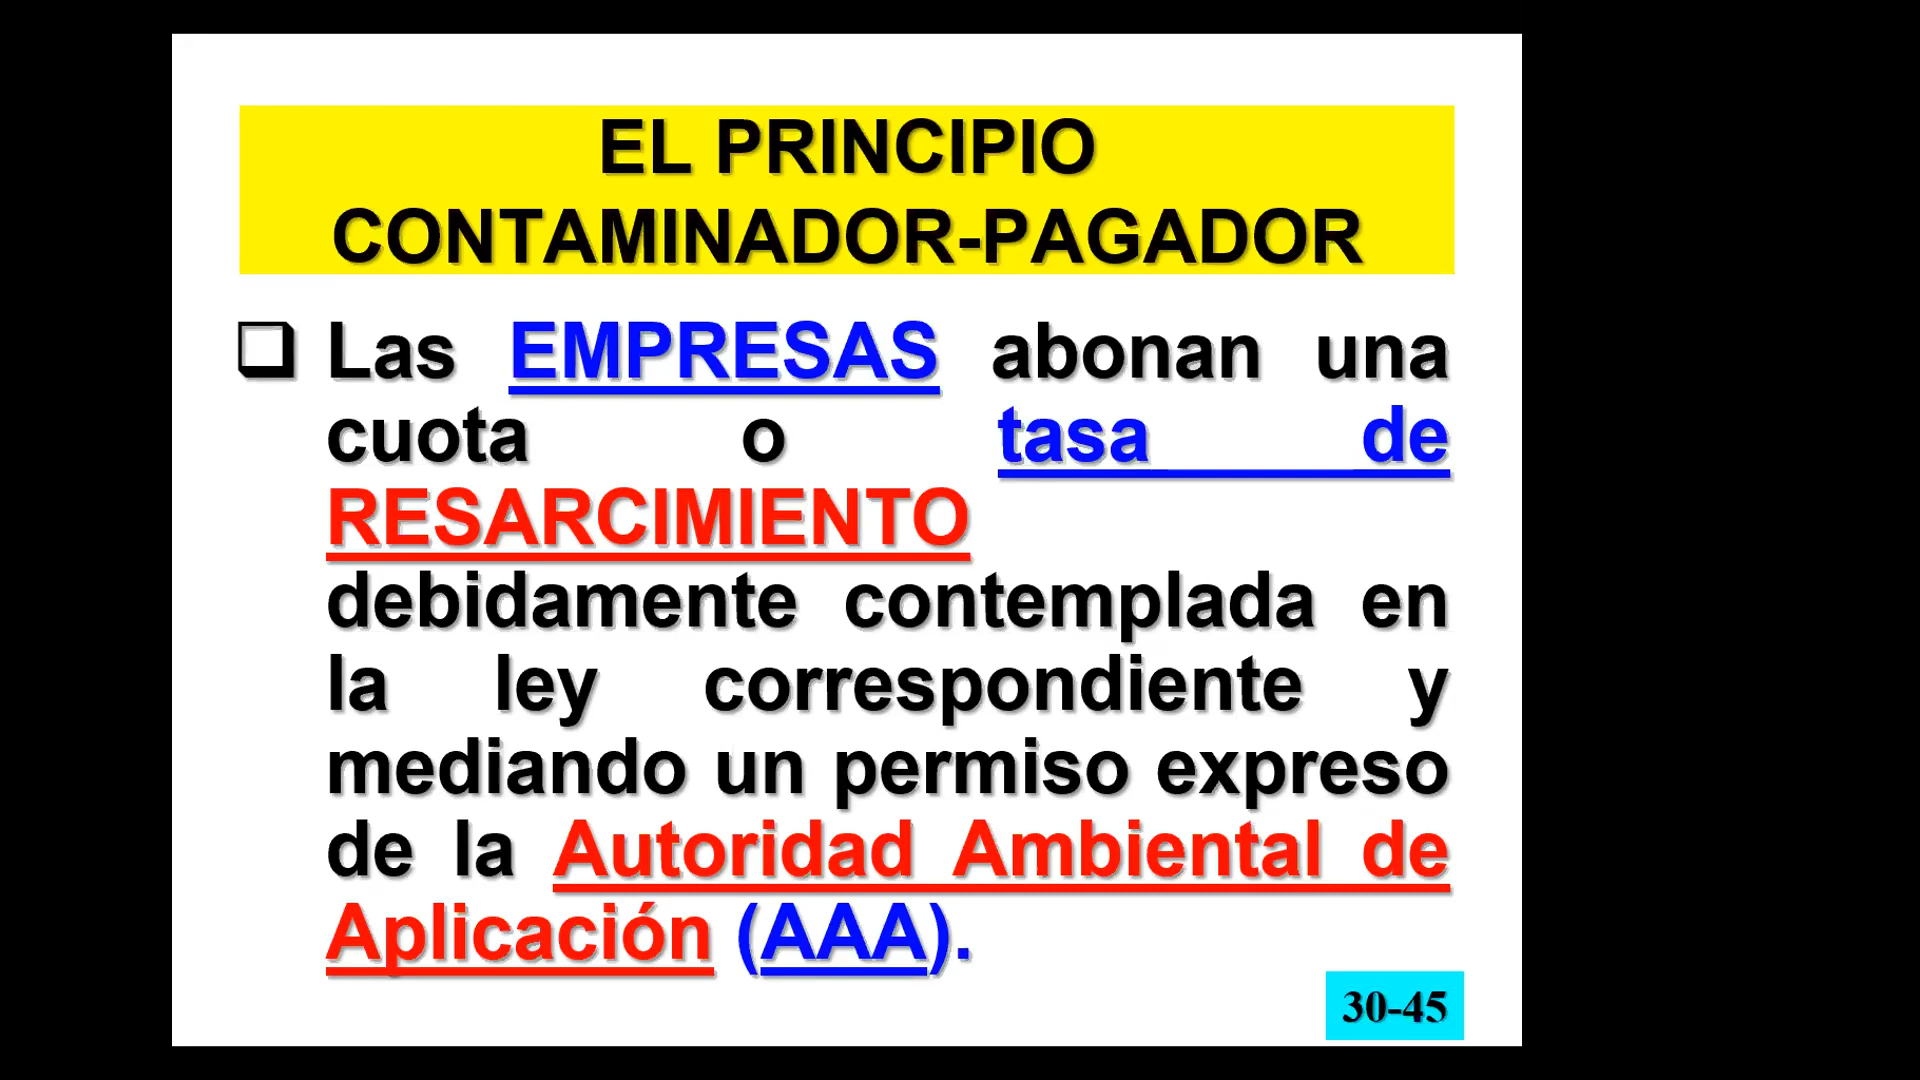 EL PRINCIPIO
CONTAMINADOR-PAGADOR
Las EMPRESAS abonan una
cuota o tasa de
RESARCIMIENTO
debidamente contemplada en
la ley correspondiente y
mediando un permiso expreso
de la Autoridad Ambiental de
Aplicación (AAA).
30-45